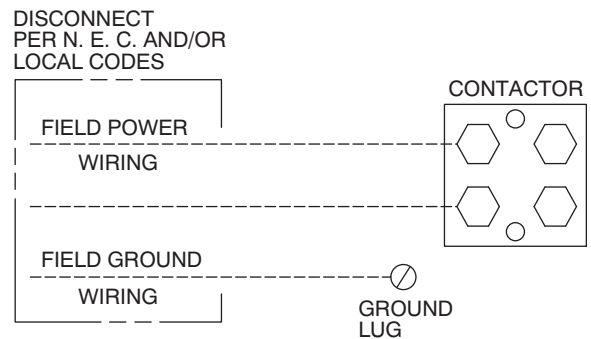 DISCONNECT
PER N. E. C. AND/OR
LOCAL CODES
CONTACTOR
FIELD POWER
WIRING
FIELD GROUND
WIRING
GROUND
LUG